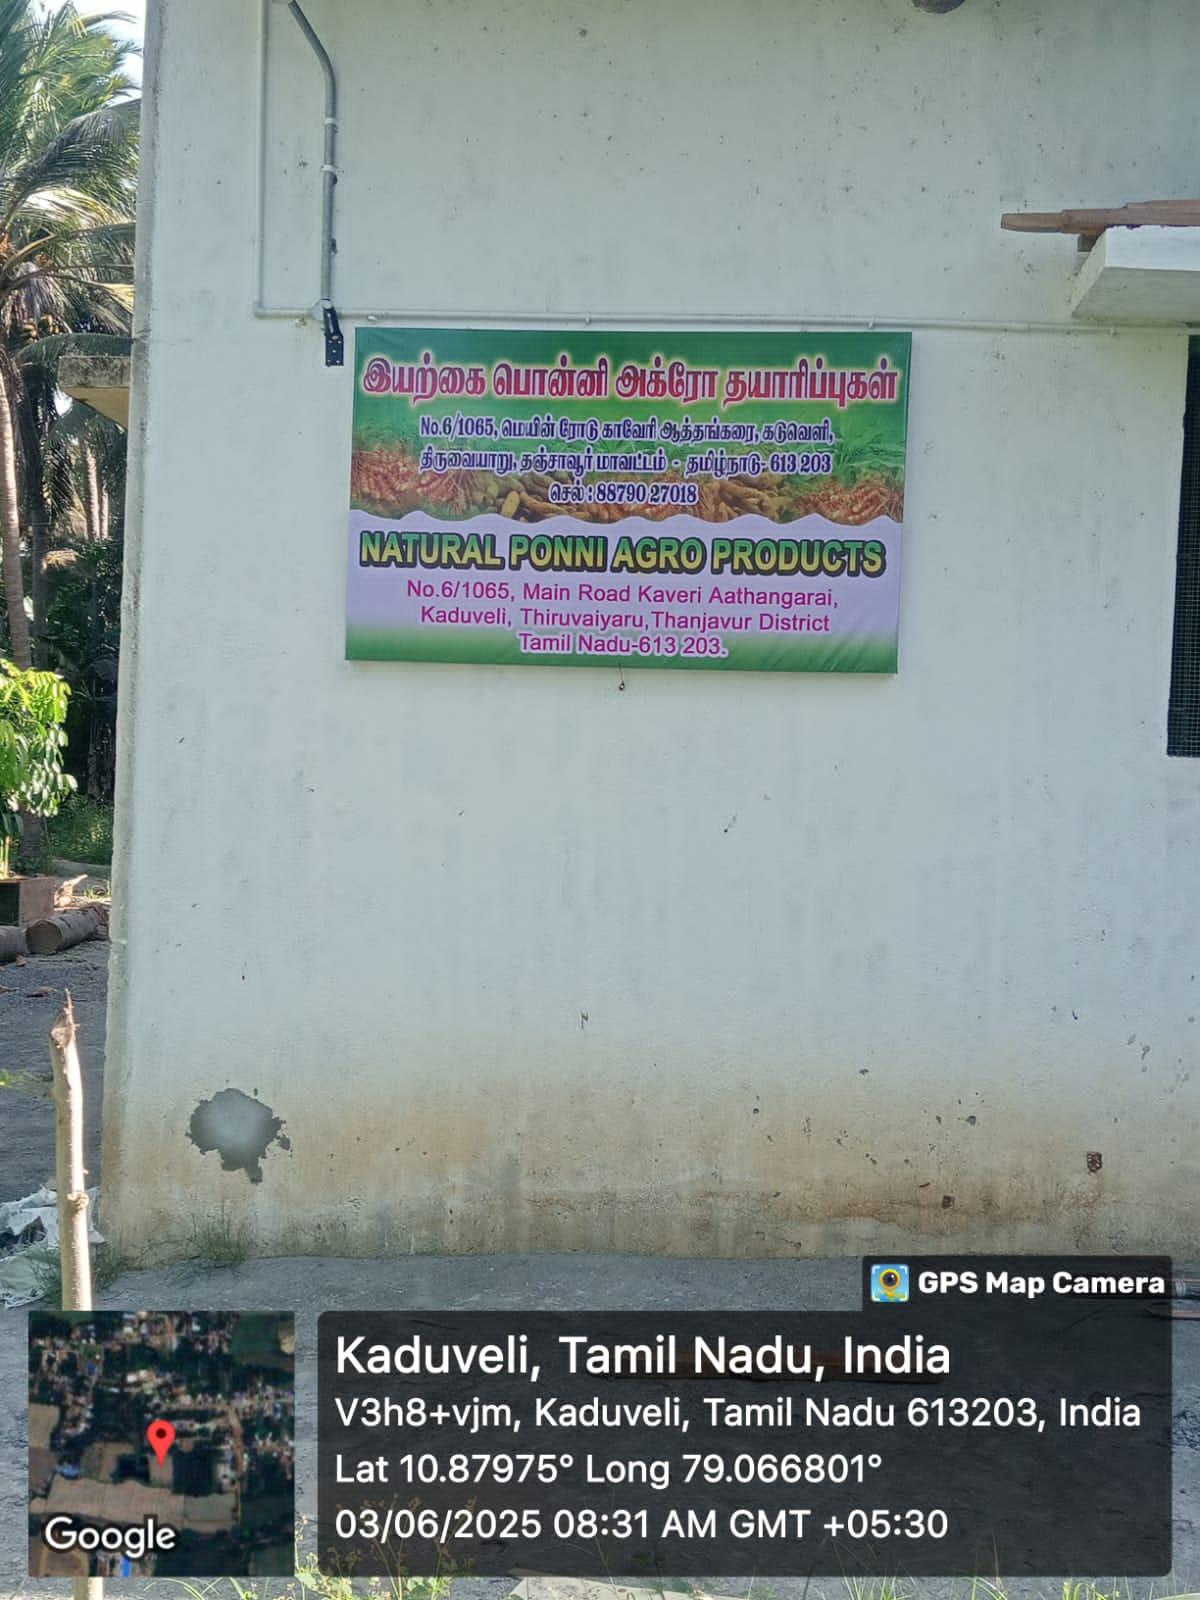 இயற்கை பொன்னி அக்ரோ தயாரிப்புகள்
No.6/1065, மெயின் ரோடு காவேரி ஆத்தங்கரை, கடுவெளி,
திருவையாறு, தஞ்சாவூர் மாவட்டம் - தமிழ்நாடு- 613 203
செல் : 88790 27018
NATURAL PONNI AGRO PRODUCTS
No.6/1065, Main Road Kaveri Aathangarai,
Kaduveli, Thiruvaiyaru,Thanjavur District
Tamil Nadu-613 203.
GPS Map Camera
Kaduveli, Tamil Nadu, India
V3h8+vjm, Kaduveli, Tamil Nadu 613203, India
Lat 10.87975° Long 79.066801°
03/06/2025 08:31 AM GMT +05:30
Google